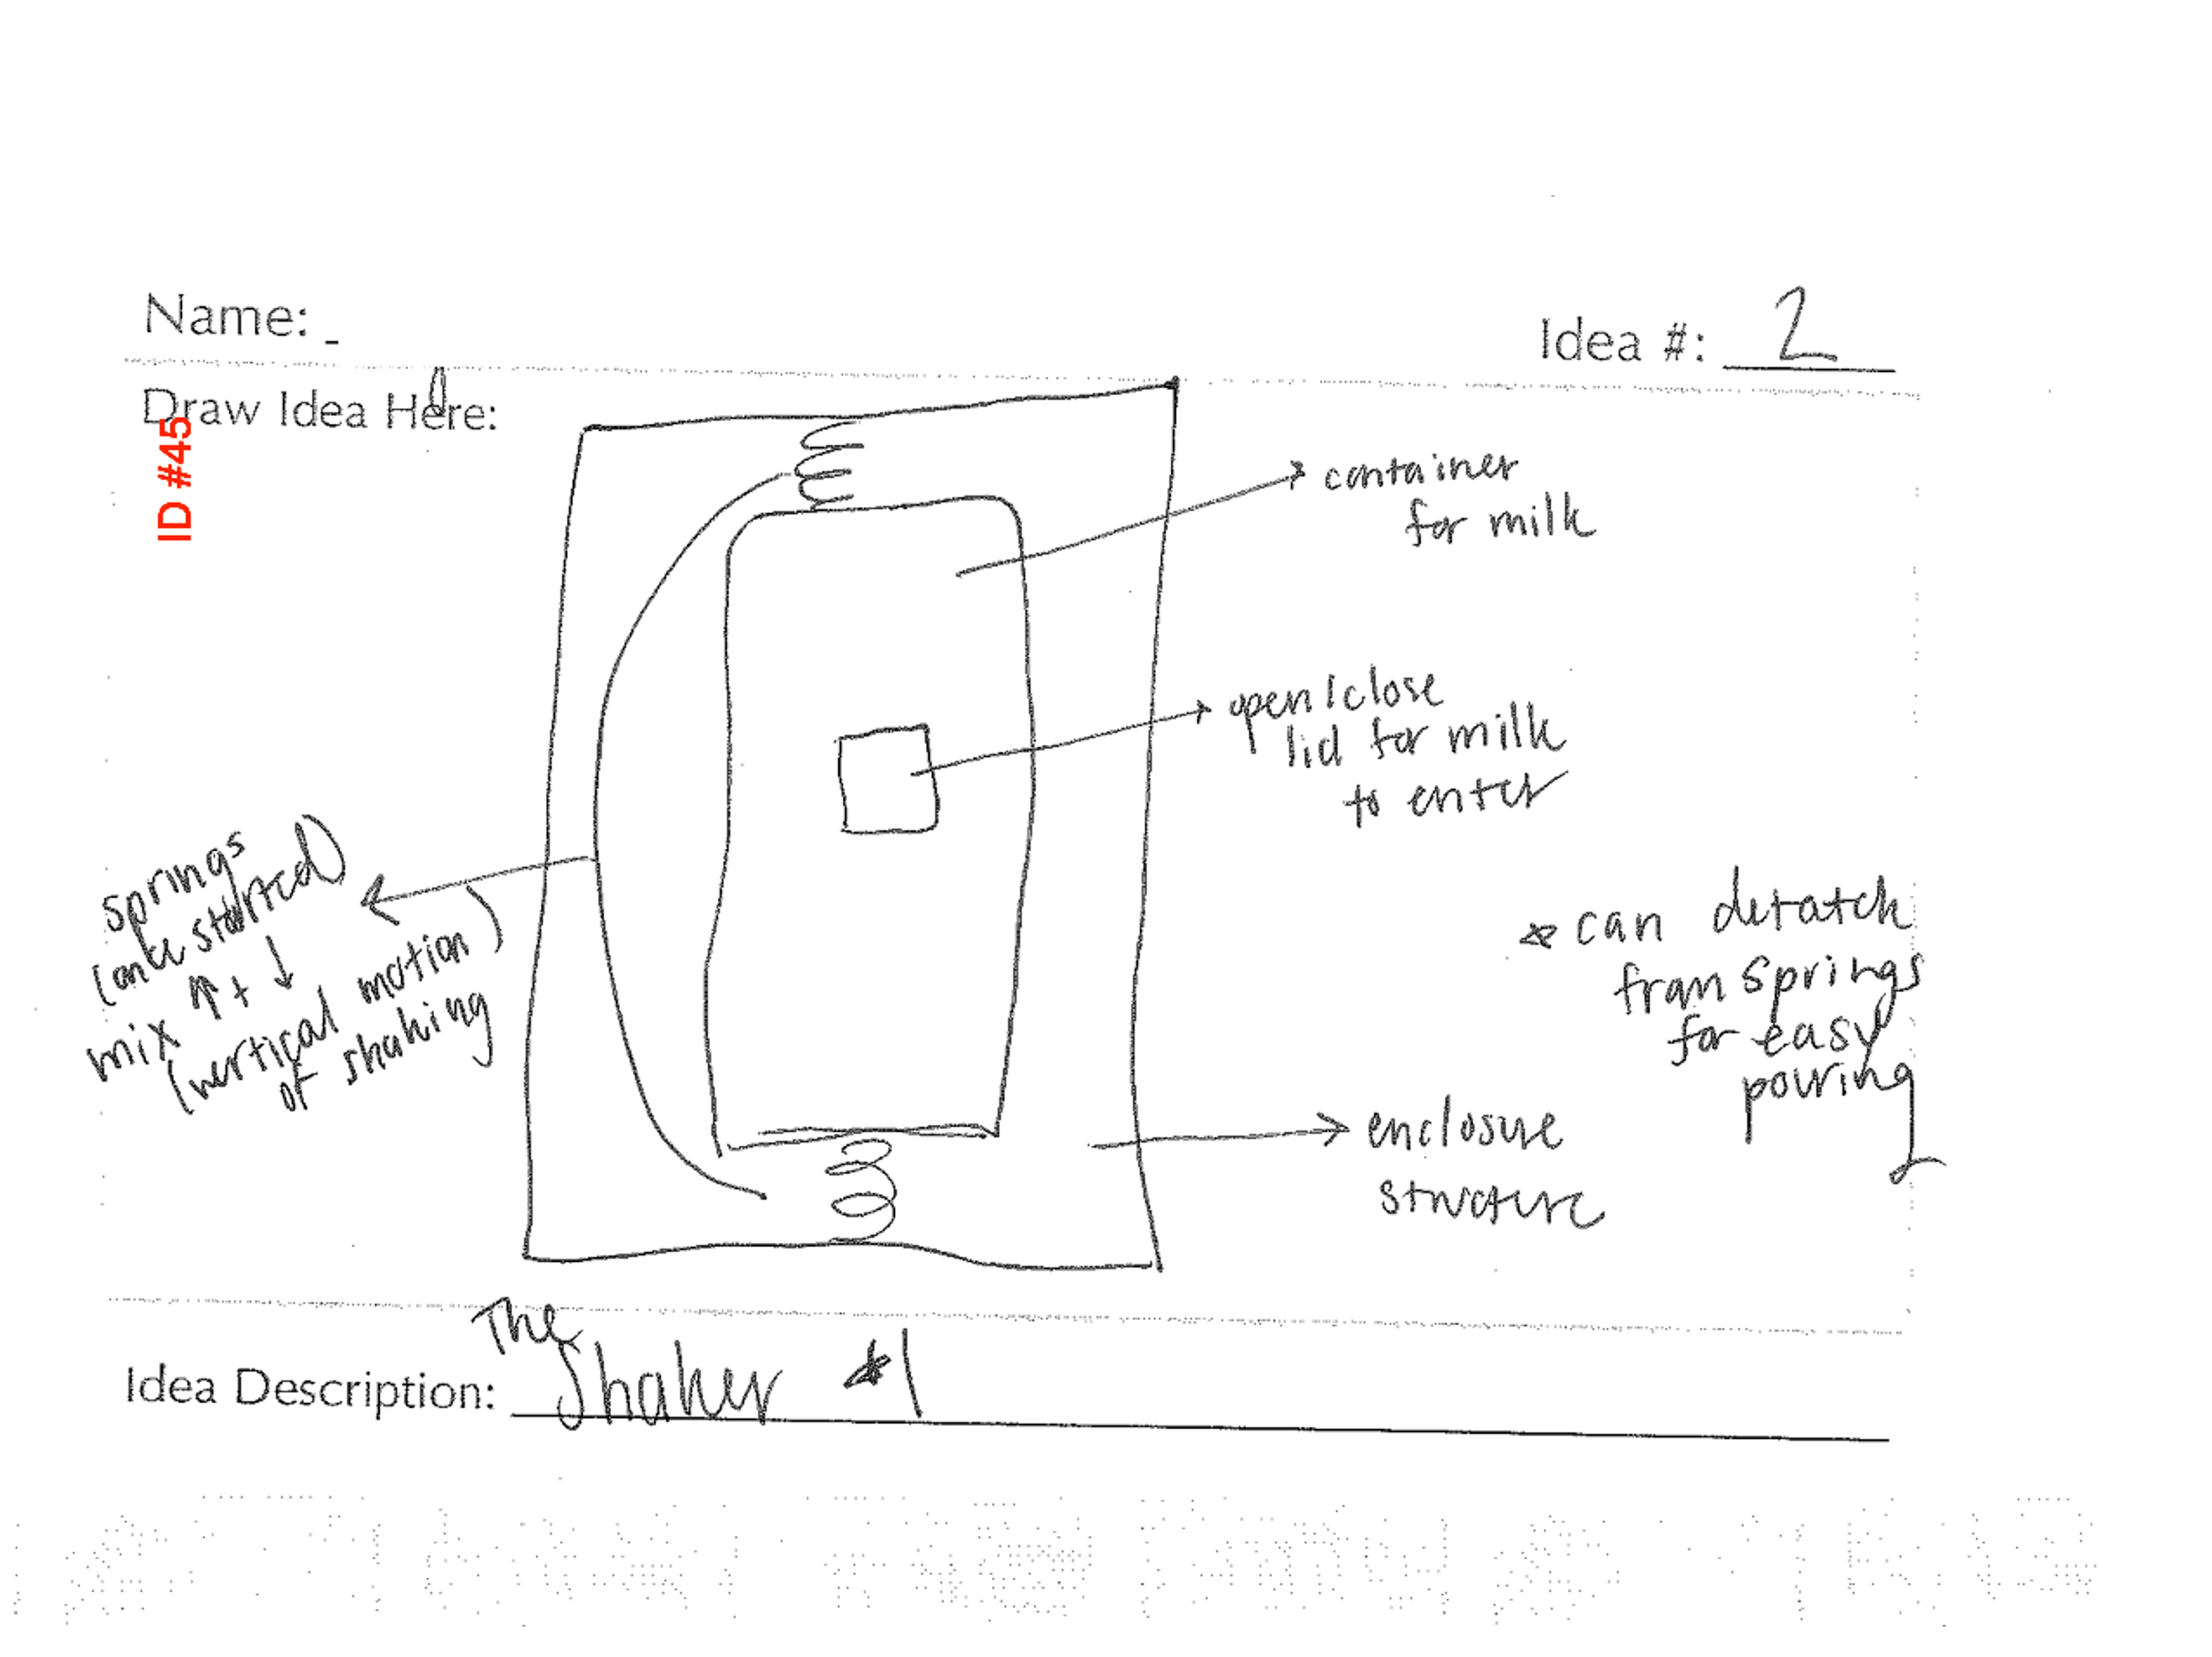 Name:
Idea #: 2
Draw Idea Here:
ID #45
container
for milk
open/close
lid for milk
to enter
springs
(once started)
mix ↑ + ↓
(vertical motion)
of shaking
* can detatch
from springs
for easy
pouring
enclosure
structure
Idea Description: The Shaker #1